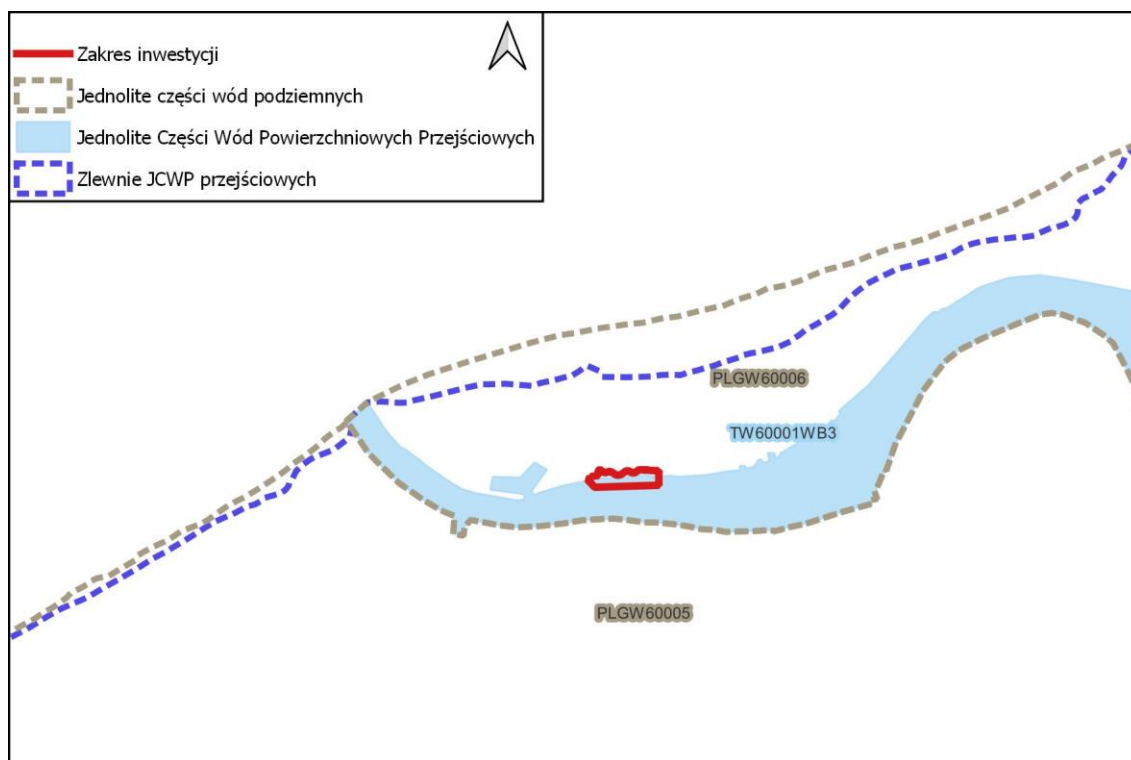 Zakres inwestycji
Jednolite części wód podziemnych
Jednolite Części Wód Powierzchniowych Przejściowych
Zlewnie JCWP przejściowych
PLGW60006
TW60001WB3
PLGW60005